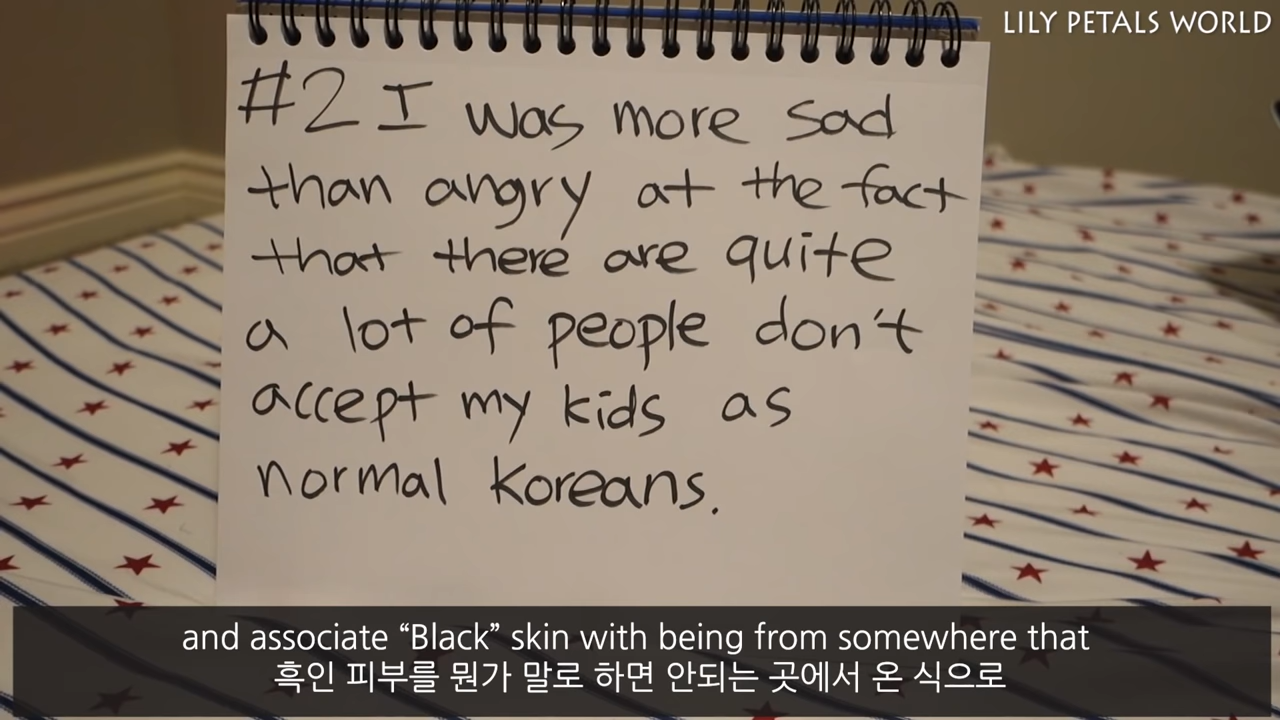 LILY PETALS WORLD
#2 I was more sad
than angry at the fact
that there are quite
a lot of people don't
accept my kids as
normal Koreans.
and associate “Black” skin with being from somewhere that
흑인 피부를 뭔가 말로 하면 안되는 곳에서 온 식으로